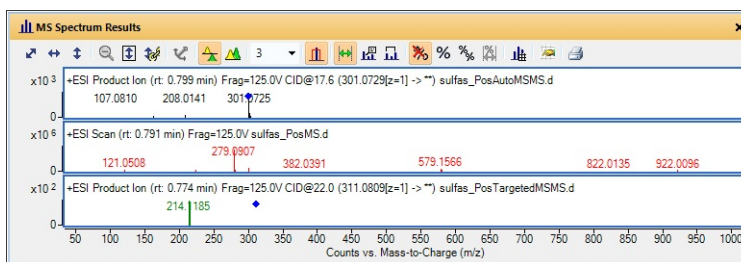 MS Spectrum Results
3
x10 3
+ESI Product Ion (rt: 0.799 min) Frag=125.0V CID@17.6 (301.0729[z=1] -> **) sulfas_PosAutoMSMS.d
107.0810 208.0141 301.0725
0
x10 6
+ESI Scan (rt: 0.791 min) Frag=125.0V sulfas_PosMS.d
279.0907
121.0508 382.0391 579.1566 822.0135 922.0096
0
x10 2
+ESI Product Ion (rt: 0.774 min) Frag=125.0V CID@22.0 (311.0809[z=1] -> **) sulfas_PosTargetedMSMS.d
214.1185
0
50 100 150 200 250 300 350 400 450 500 550 600 650 700 750 800 850 900 950 1000
Counts vs. Mass-to-Charge (m/z)